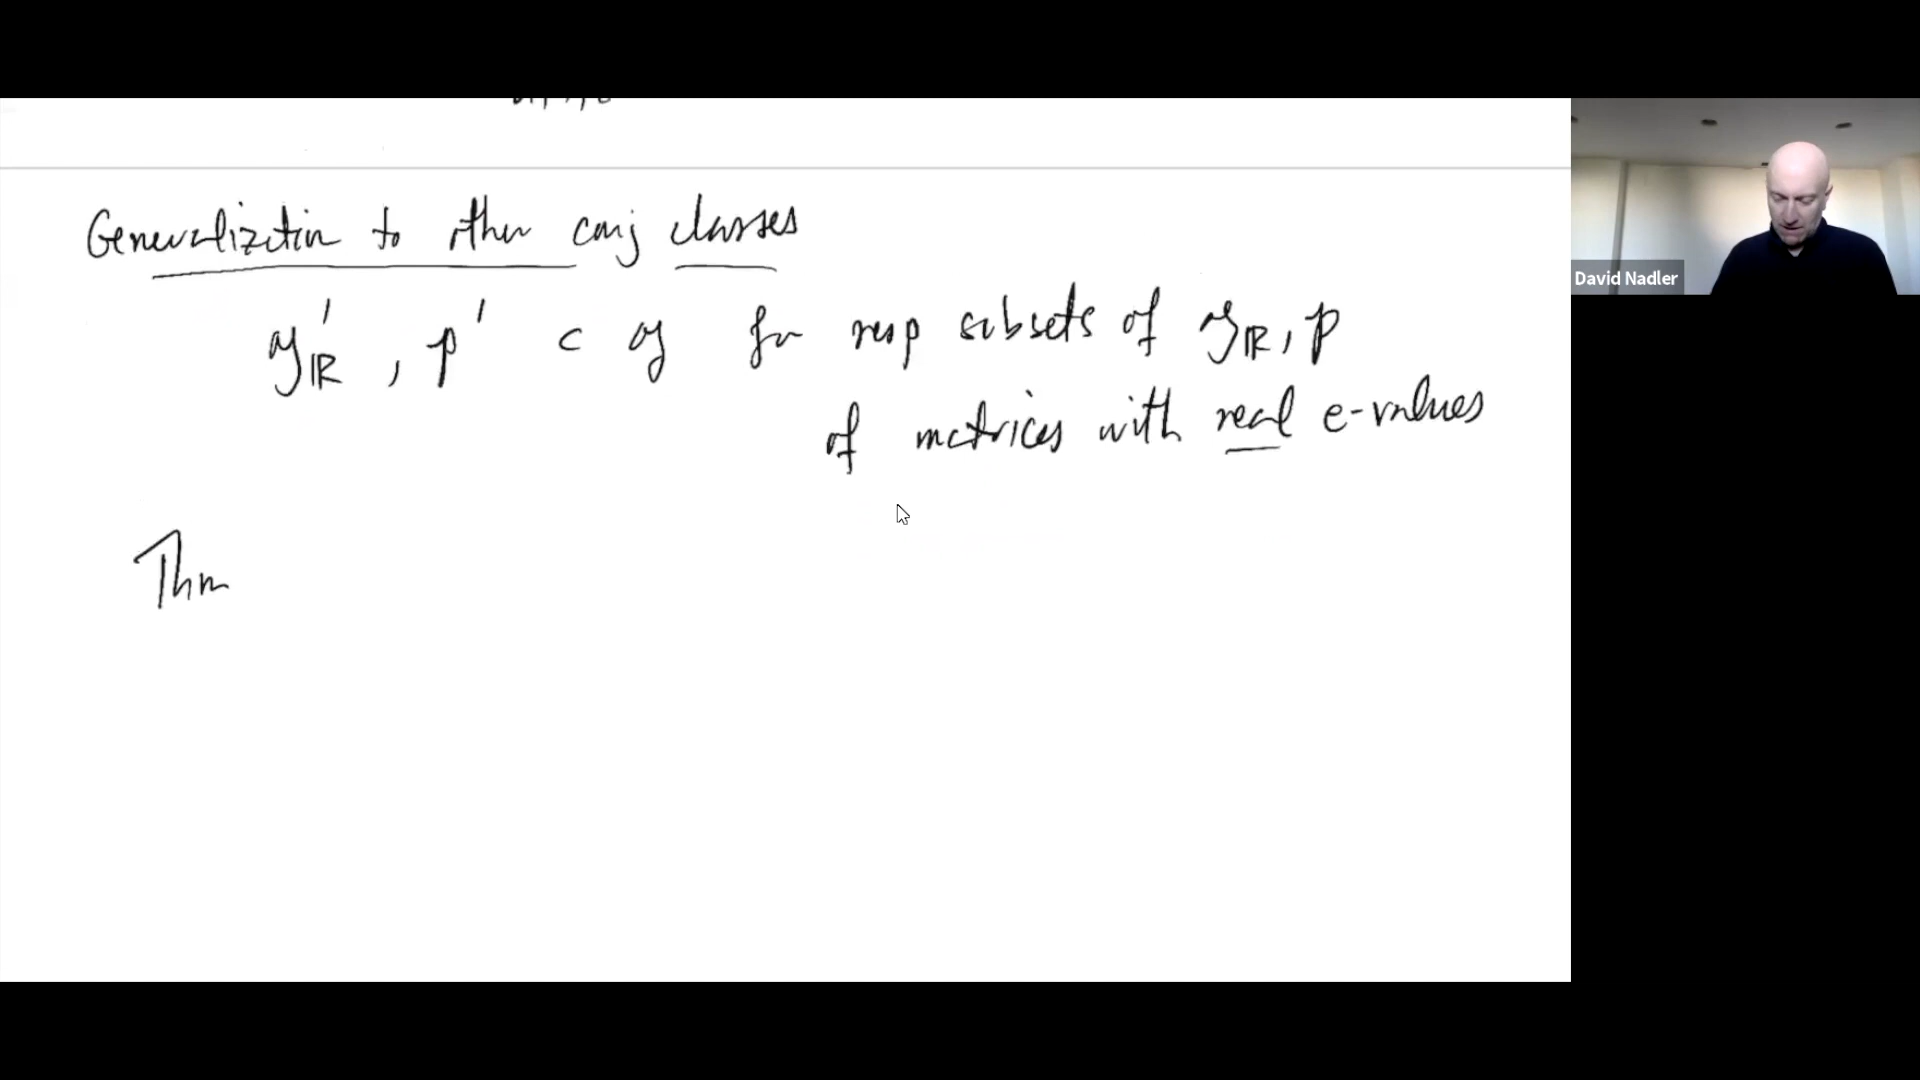 Generalization to other conj classes
𝔤'ℝ , p' ⊂ 𝔤 for resp subsets of 𝔤ℝ, p
of matrices with real e-values
Thm
David Nadler